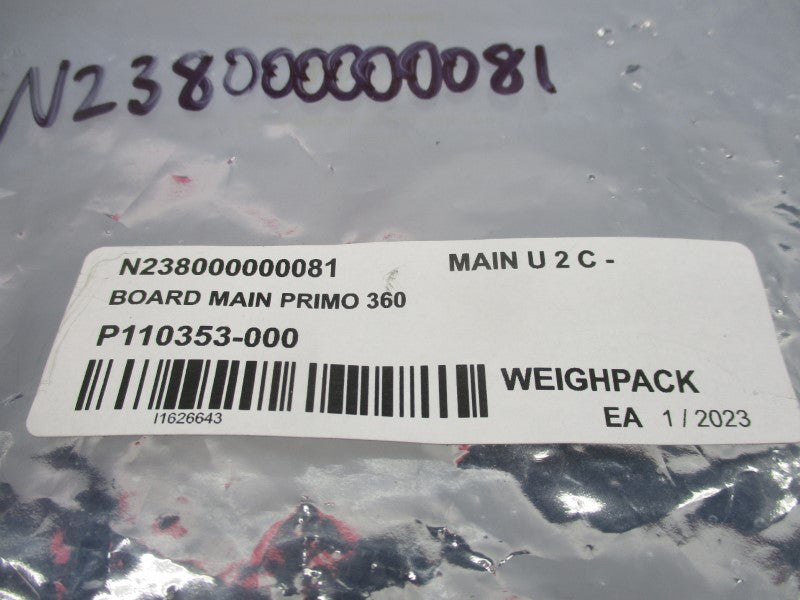 N238000000081
N238000000081 MAIN U 2 C -
BOARD MAIN PRIMO 360
P110353-000
WEIGHPACK
I1626643
EA 1 / 2023